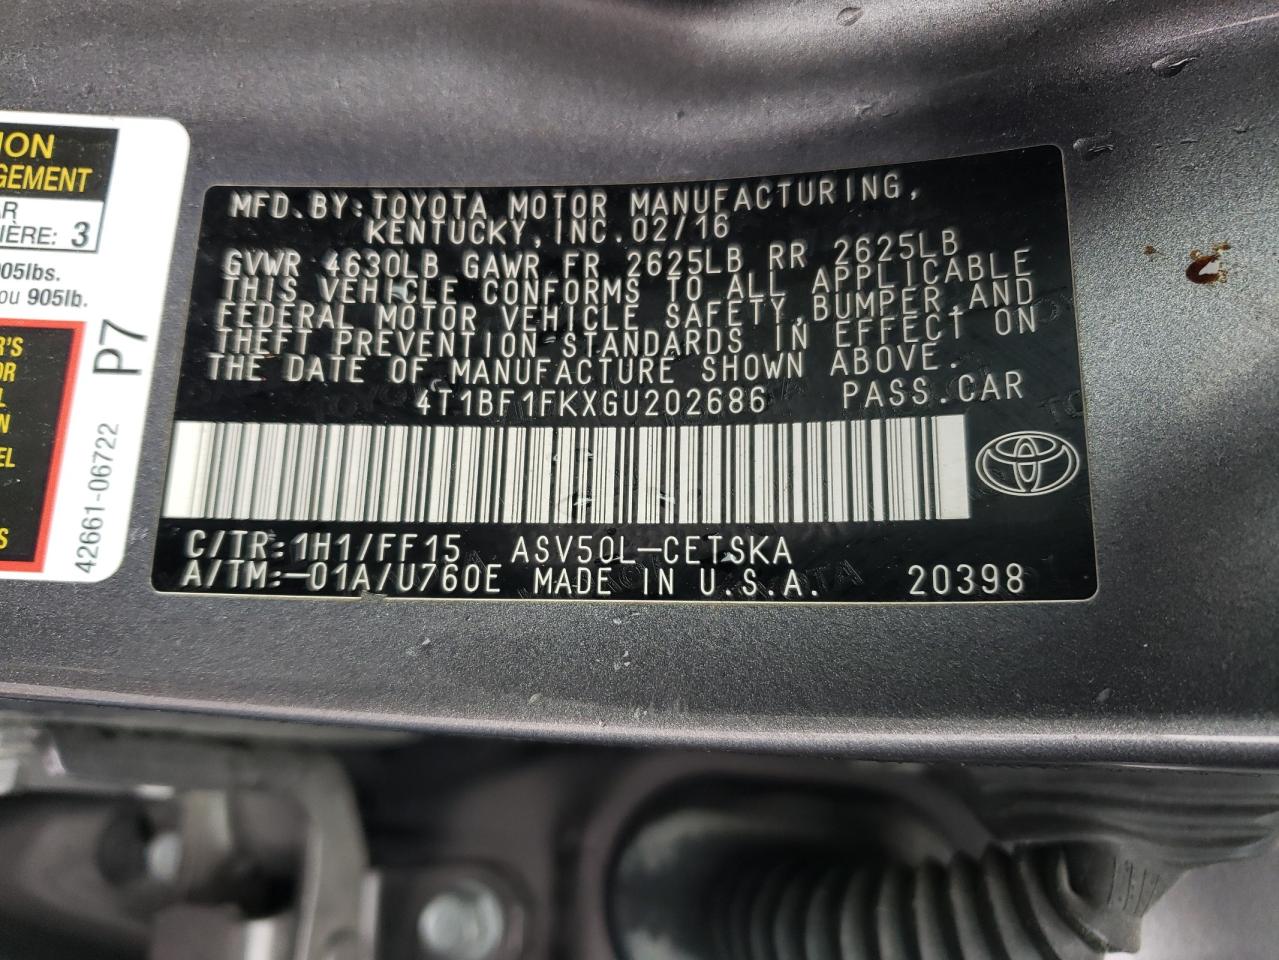 ION
GEMENT
AR
IÈRE: 3
905lbs.
ou 905lb.
R'S
OR
L
N
EL
S
P7
42661-06722
MFD.BY:TOYOTA MOTOR MANUFACTURING,
KENTUCKY,INC.02/16
GVWR 4630LB GAWR FR 2625LB RR 2625LB
THIS VEHICLE CONFORMS TO ALL APPLICABLE
FEDERAL MOTOR VEHICLE SAFETY,BUMPER,AND
THEFT PREVENTION STANDARDS IN EFFECT ON
THE DATE OF MANUFACTURE SHOWN ABOVE.
4T1BF1FKXGU202686 PASS.CAR
C/TR:1H1/FF15 ASV50L-CETSKA
A/TM:-01A/U760E MADE IN U.S.A. 20398